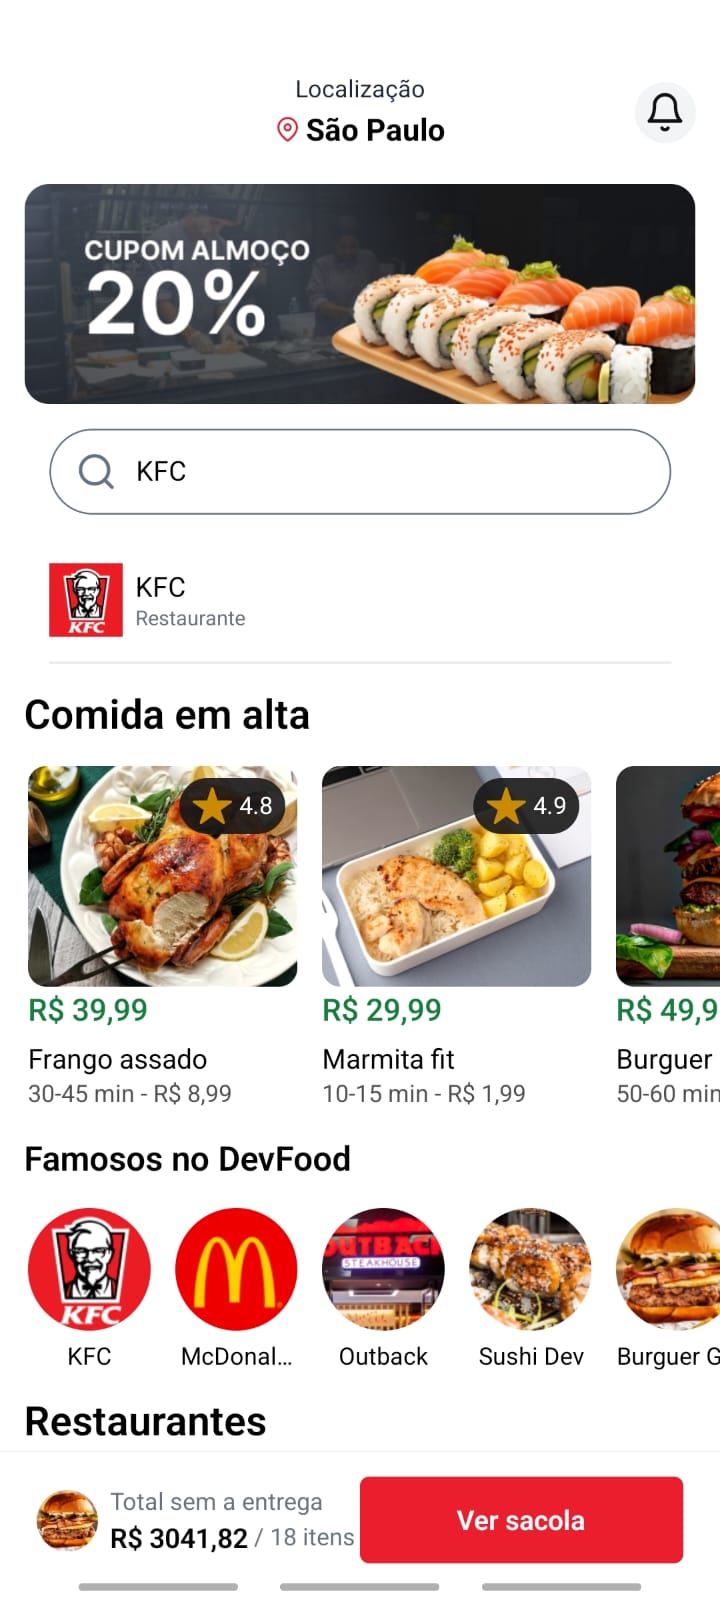 Localização
São Paulo
CUPOM ALMOÇO
20%
KFC
KFC
KFC
Restaurante
Comida em alta
4.8
4.9
R$ 39,99
R$ 29,99
R$ 49,9
Frango assado
Marmita fit
Burguer
30-45 min - R$ 8,99
10-15 min - R$ 1,99
50-60 min
Famosos no DevFood
KFC
OUTBACK
STEAKHOUSE
KFC
McDonal...
Outback
Sushi Dev
Burguer G
Restaurantes
Total sem a entrega
R$ 3041,82 / 18 itens
Ver sacola